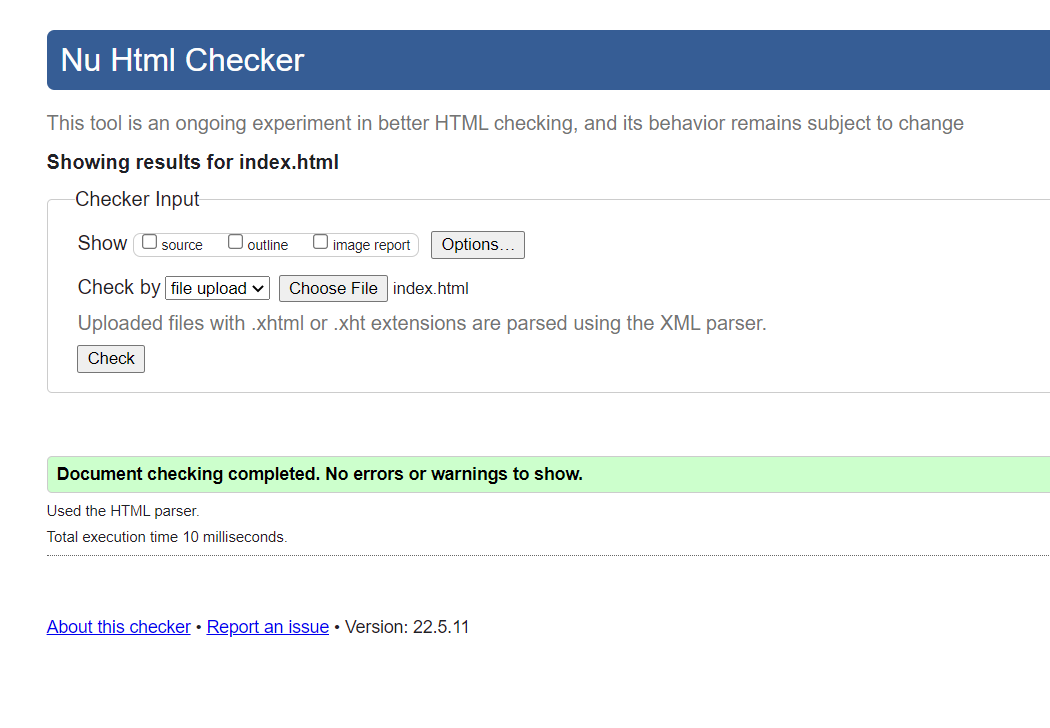 Nu Html Checker
This tool is an ongoing experiment in better HTML checking, and its behavior remains subject to change
Showing results for index.html
Checker Input
Show source outline image report Options…
Check by file upload Choose File index.html
Uploaded files with .xhtml or .xht extensions are parsed using the XML parser.
Check
Document checking completed. No errors or warnings to show.
Used the HTML parser.
Total execution time 10 milliseconds.
About this checker • Report an issue • Version: 22.5.11